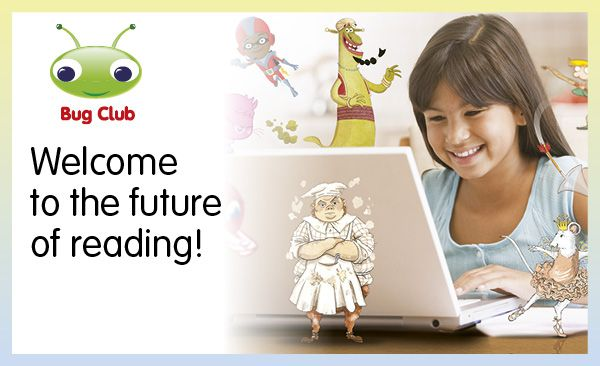 Bug Club
Welcome
to the future
of reading!